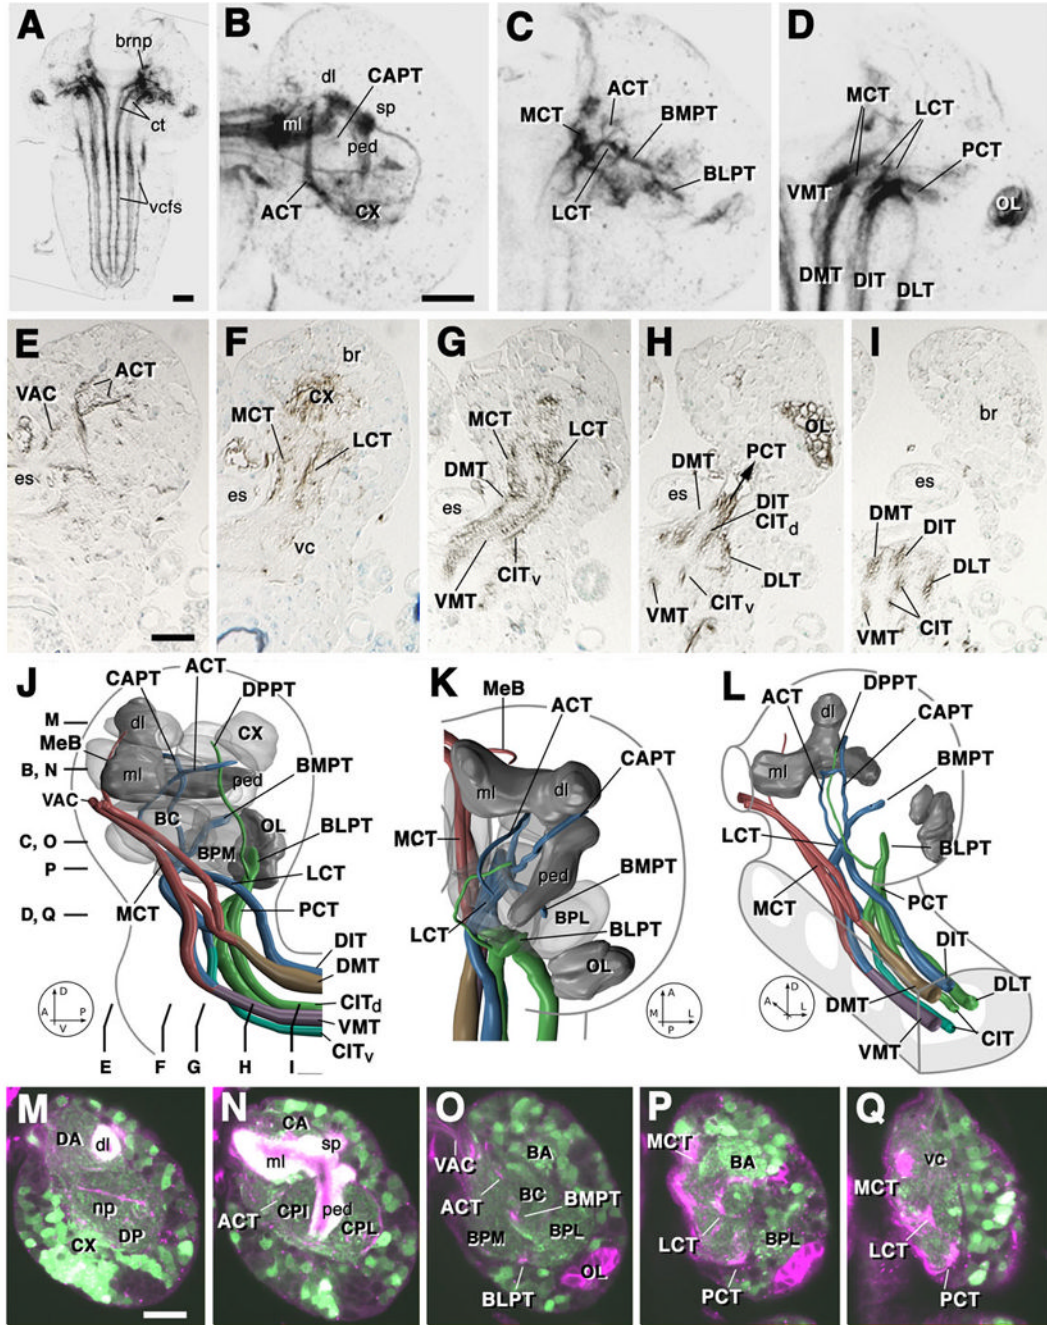 A
brnp
ct
vcfs
B
dl
CAPT
sp
ml
ped
ACT
CX
C
ACT
MCT
BMPT
BLPT
LCT
D
MCT
LCT
PCT
VMT
OL
DMT
DIT
DLT
E
ACT
VAC
es
F
br
CX
MCT
LCT
es
vc
G
MCT
LCT
DMT
es
CITv
VMT
H
OL
PCT
DMT
es
DIT
CITd
DLT
VMT
CITv
I
br
es
DMT
DIT
DLT
VMT
CIT
J
ACT
CAPT
DPPT
M
dl
CX
MeB
BMPT
B, N
ml
ped
VAC
BC
OL
BLPT
C, O
BPM
LCT
P
MCT
PCT
D, Q
DIT
DMT
CITd
VMT
CITv
D
A
P
V
E
F
G
H
I
K
MeB
ACT
CAPT
ml
dl
MCT
BMPT
ped
BPL
LCT
BLPT
OL
A
M
L
P
L
ACT
DPPT
CAPT
dl
ml
BMPT
LCT
BLPT
MCT
PCT
DIT
DLT
DMT
CIT
VMT
D
A
L
M
DA
dl
np
DP
CX
N
CA
sp
ml
ACT
CPI
ped
CPL
O
VAC
BA
ACT
BC
BMPT
BPM
BPL
OL
BLPT
P
MCT
BA
LCT
BPL
PCT
Q
vc
MCT
LCT
PCT